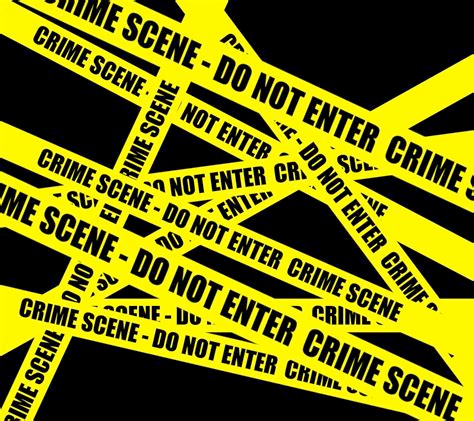 CRIME SCENE - DO NOT ENTER CRIME
CRIME SCENE NOT ENTER
CRIME SCENE
- DO NOT ENTER CRIME
NOT ENTER
CRIME SCENE - DO NOT ENTER CRIME SCENE
ENTER
SCENE - DO NOT ENTER CRIME SCENE
CRIME SCENE - DO NOT ENTER CRIME
CRIME SCENE